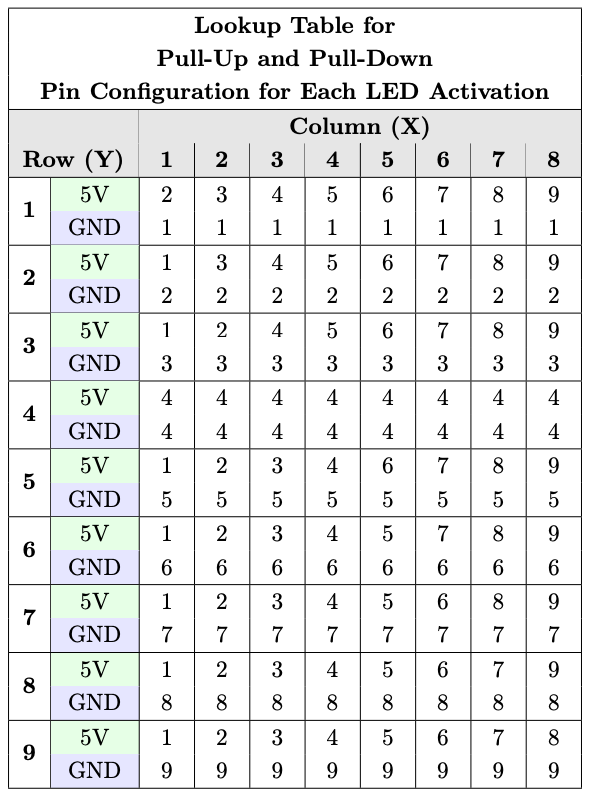 Lookup Table for
Pull-Up and Pull-Down
Pin Configuration for Each LED Activation
Column (X)
Row (Y) 1 2 3 4 5 6 7 8
1 5V 2 3 4 5 6 7 8 9
GND 1 1 1 1 1 1 1 1
2 5V 1 3 4 5 6 7 8 9
GND 2 2 2 2 2 2 2 2
3 5V 1 2 4 5 6 7 8 9
GND 3 3 3 3 3 3 3 3
4 5V 4 4 4 4 4 4 4 4
GND 4 4 4 4 4 4 4 4
5 5V 1 2 3 4 6 7 8 9
GND 5 5 5 5 5 5 5 5
6 5V 1 2 3 4 5 7 8 9
GND 6 6 6 6 6 6 6 6
7 5V 1 2 3 4 5 6 8 9
GND 7 7 7 7 7 7 7 7
8 5V 1 2 3 4 5 6 7 9
GND 8 8 8 8 8 8 8 8
9 5V 1 2 3 4 5 6 7 8
GND 9 9 9 9 9 9 9 9